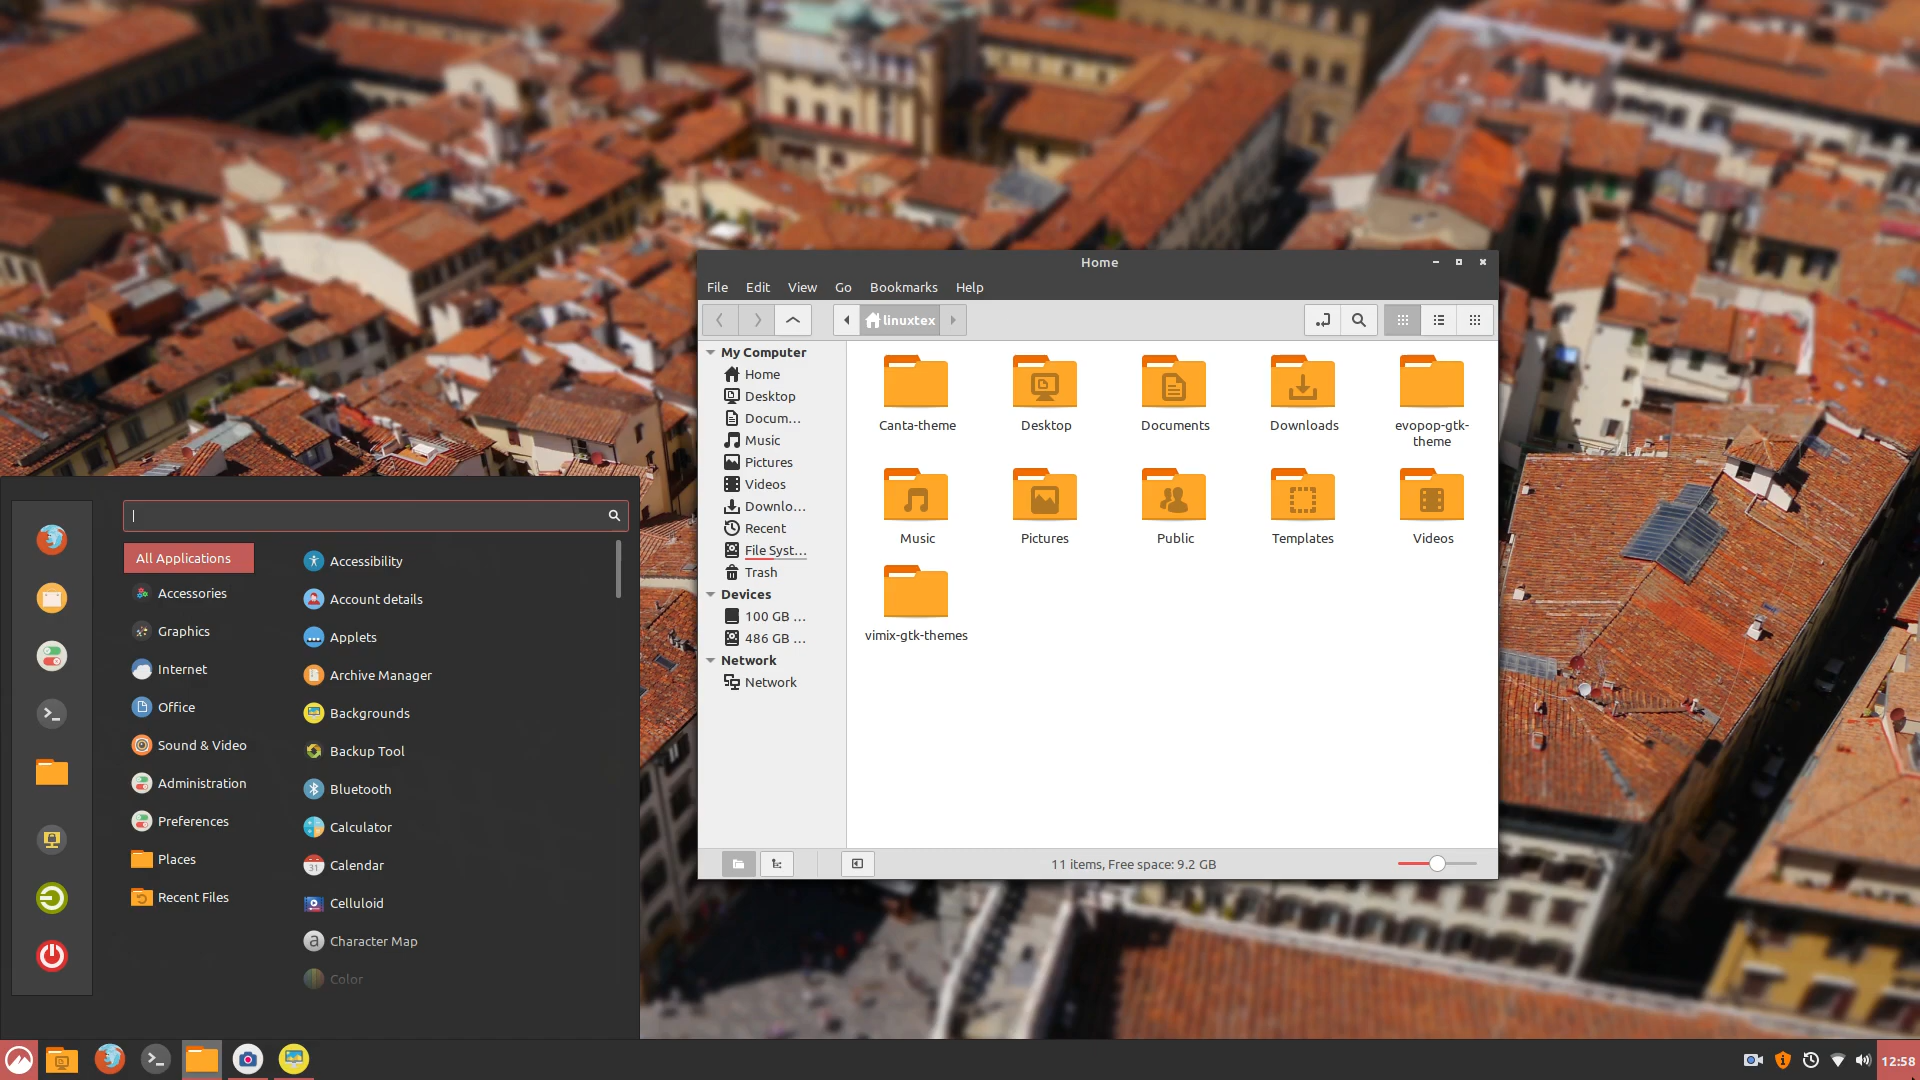 Home
File Edit View Go Bookmarks Help
linuxtex
My Computer
Home
Desktop
Docum...
Music
Pictures
Videos
Downlo...
Recent
File Syst...
Trash
Devices
100 GB ...
486 GB ...
Network
Network
Canta-theme
Desktop
Documents
Downloads
evopop-gtk-
theme
Music
Pictures
Public
Templates
Videos
vimix-gtk-themes
11 items, Free space: 9.2 GB
All Applications
Accessories
Graphics
Internet
Office
Sound & Video
Administration
Preferences
Places
Recent Files
Accessibility
Account details
Applets
Archive Manager
Backgrounds
Backup Tool
Bluetooth
Calculator
31
Calendar
Celluloid
a
Character Map
Color
12:58